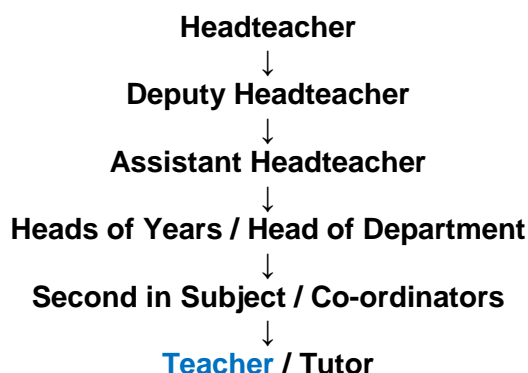 Headteacher
↓
Deputy Headteacher
↓
Assistant Headteacher
↓
Heads of Years / Head of Department
↓
Second in Subject / Co-ordinators
↓
Teacher / Tutor